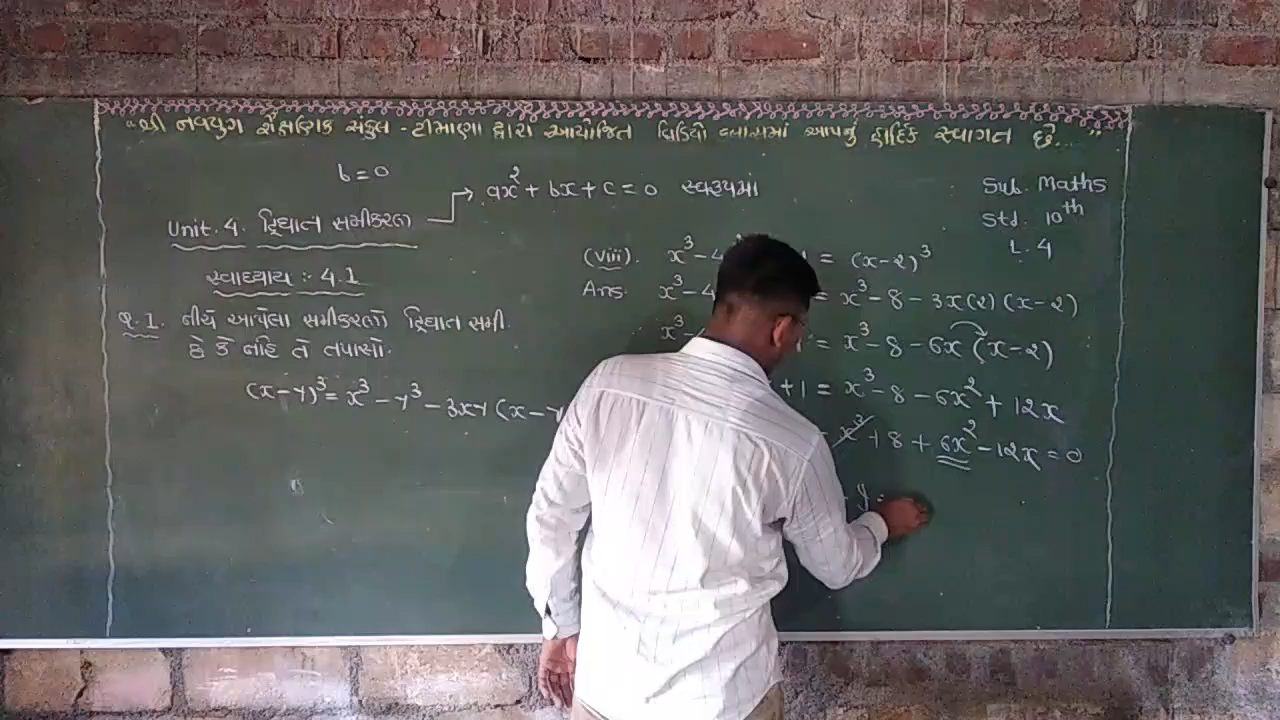 "શ્રી નવયુગ શૈક્ષણિક સંકુલ - ટીમાણા દ્વારા આયોજિત વિડિયો ક્લાસમાં આપનું હાર્દિક સ્વાગત છે..."
b = 0
Unit. 4. દ્વિઘાત સમીકરણ → ax² + bx + c = 0 સ્વરૂપમાં
સ્વાધ્યાય :- 4.1
Q.1. નીચે આપેલા સમીકરણો દ્વિઘાત સમી.
છે કે નહિ તે તપાસો.
(x-y)³ = x³ - y³ - 3xy (x-y
Sub. Maths
Std. 10th
L. 4
(viii). x³ - 4 1 = (x-2)³
Ans. x³ - 4 = x³ - 8 - 3x(2) (x-2)
x³ - = x³ - 8 - 6x (x-2)
+1 = x³ - 8 - 6x² + 12x
x³ + 8 + 6x² - 12x = 0